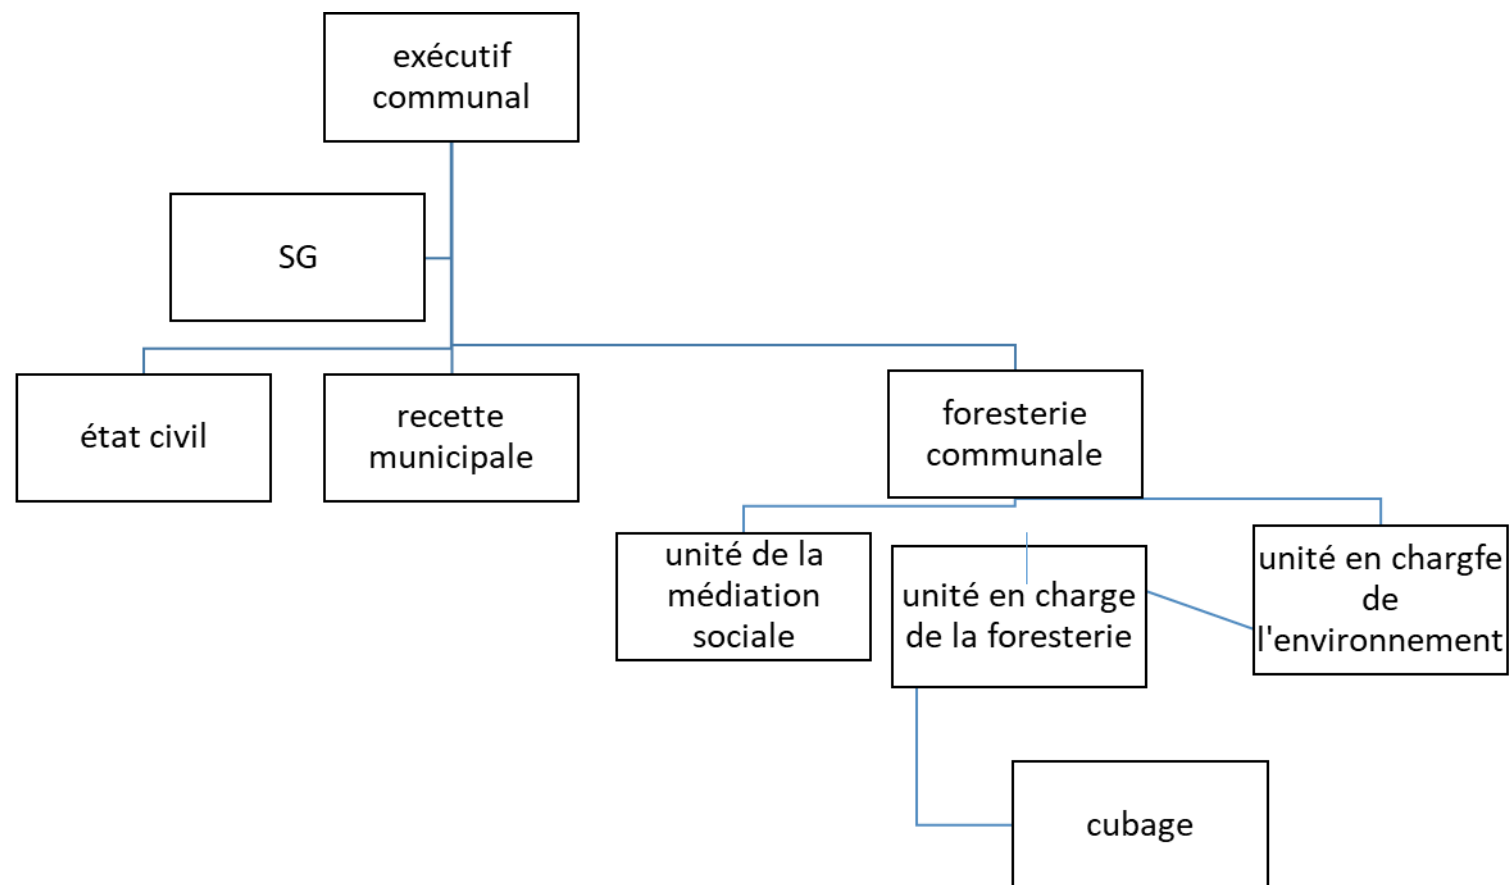 exécutif
communal
SG
état civil
recette
municipale
foresterie
communale
unité de la
médiation
sociale
unité en charge
de la foresterie
unité en chargfe
de
l'environnement
cubage